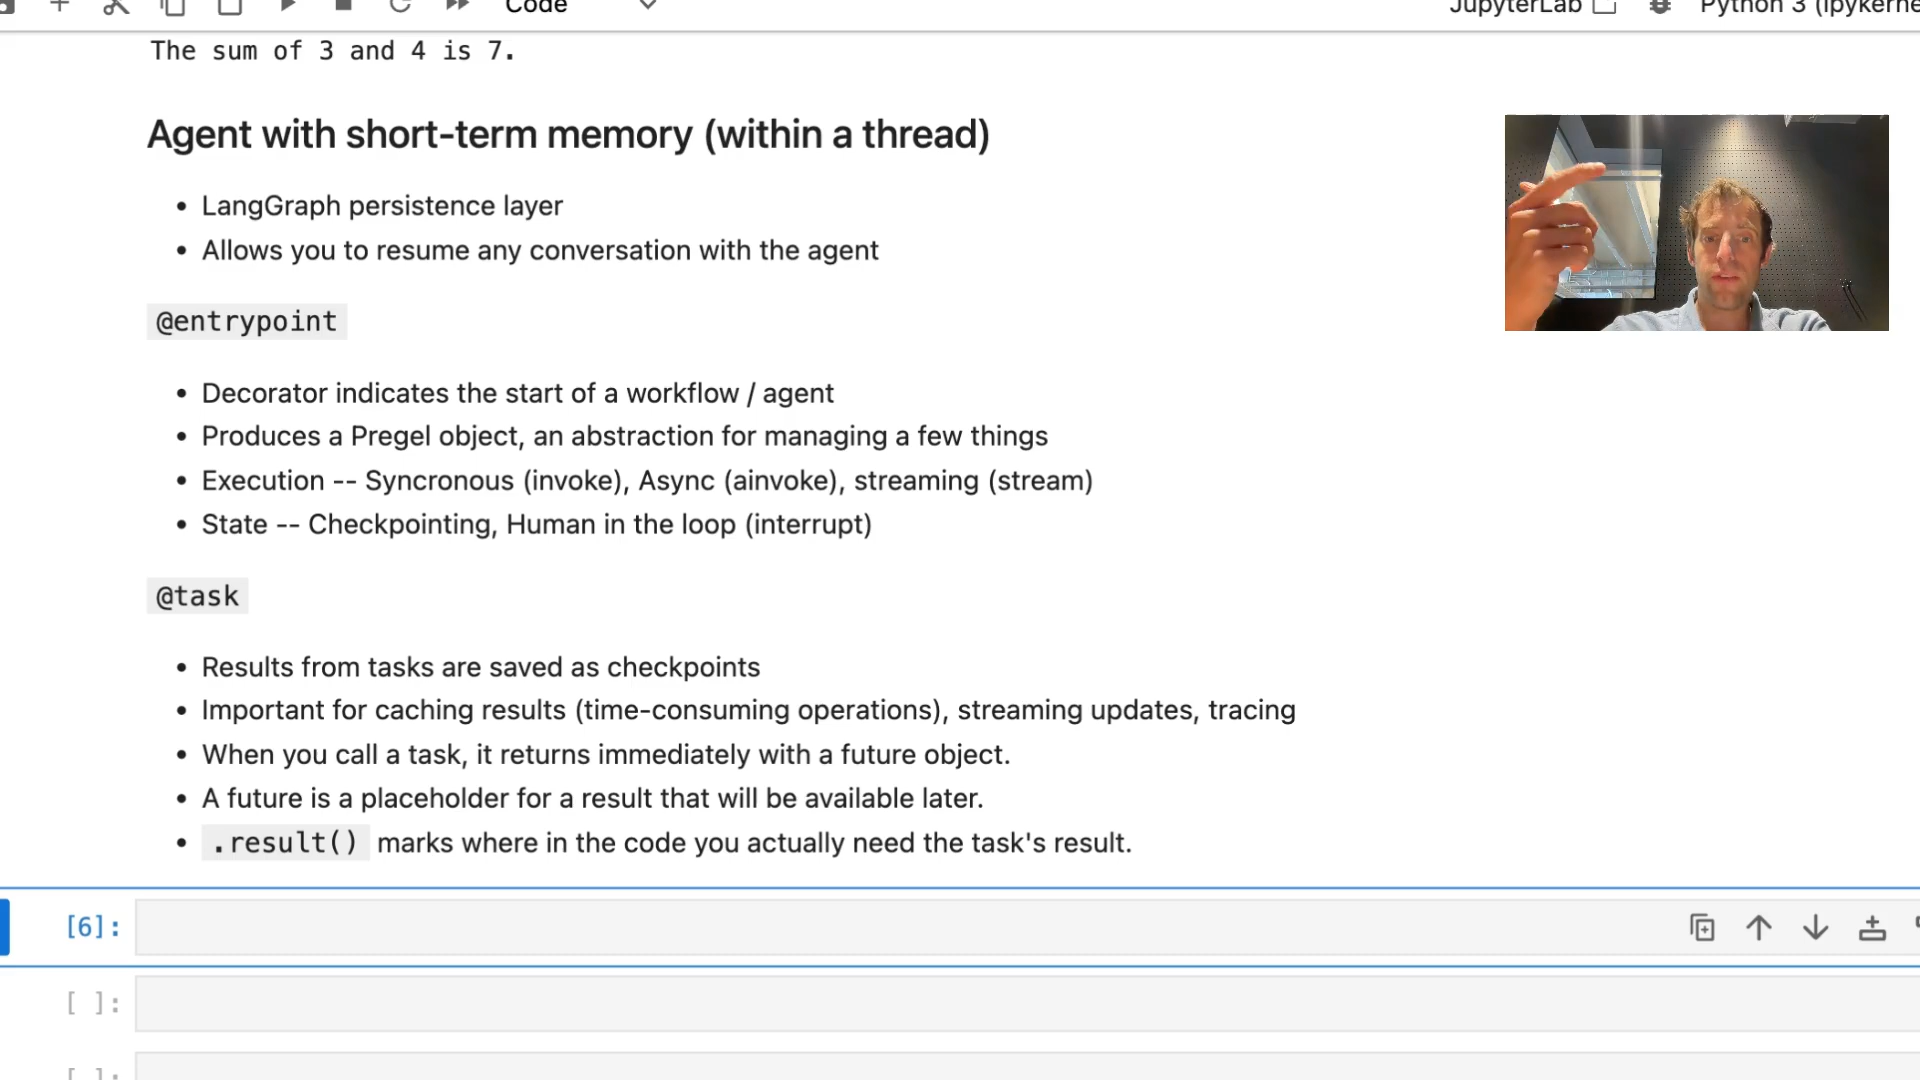 Code
JupyterLab
Python 3 (ipykerne
The sum of 3 and 4 is 7.
Agent with short-term memory (within a thread)
• LangGraph persistence layer
• Allows you to resume any conversation with the agent
@entrypoint
• Decorator indicates the start of a workflow / agent
• Produces a Pregel object, an abstraction for managing a few things
• Execution -- Syncronous (invoke), Async (ainvoke), streaming (stream)
• State -- Checkpointing, Human in the loop (interrupt)
@task
• Results from tasks are saved as checkpoints
• Important for caching results (time-consuming operations), streaming updates, tracing
• When you call a task, it returns immediately with a future object.
• A future is a placeholder for a result that will be available later.
• .result() marks where in the code you actually need the task's result.
[6]:
[ ]:
[ ]: